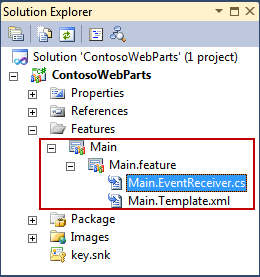 Solution Explorer
Solution 'ContosoWebParts' (1 project)
ContosoWebParts
Properties
References
Features
Main
Main.feature
Main.EventReceiver.cs
Main.Template.xml
Package
Images
key.snk